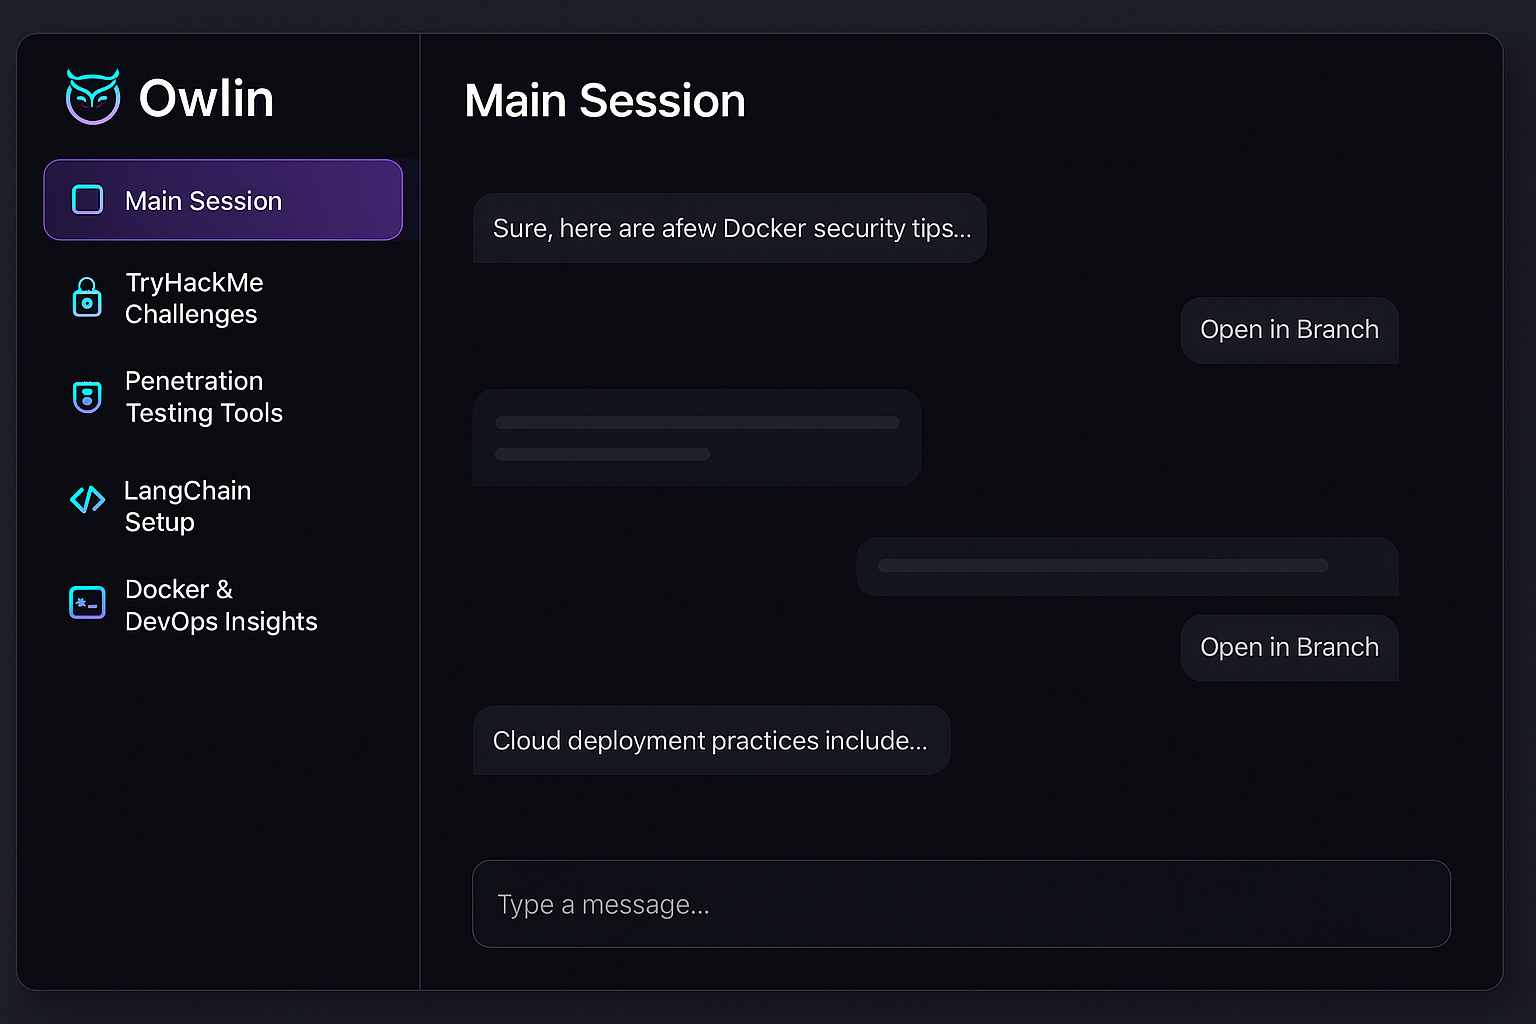 Owlin
Main Session
TryHackMe
Challenges
Penetration
Testing Tools
LangChain
Setup
Docker &
DevOps Insights
Main Session
Sure, here are afew Docker security tips...
Open in Branch
Open in Branch
Cloud deployment practices include...
Type a message...